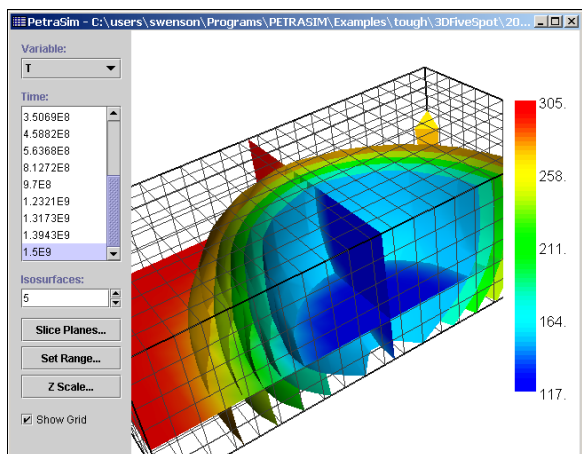 PetraSim - C:\users\swenson\Programs\PETRASIM\Examples\tough\3DFiveSpot\20...
Variable:
T
Time:
3.5069E8
4.5882E8
5.6368E8
8.1272E8
9.7E8
1.2321E9
1.3173E9
1.3943E9
1.5E9
Isosurfaces:
5
Slice Planes...
Set Range...
Z Scale...
Show Grid
305.
258.
211.
164.
117.